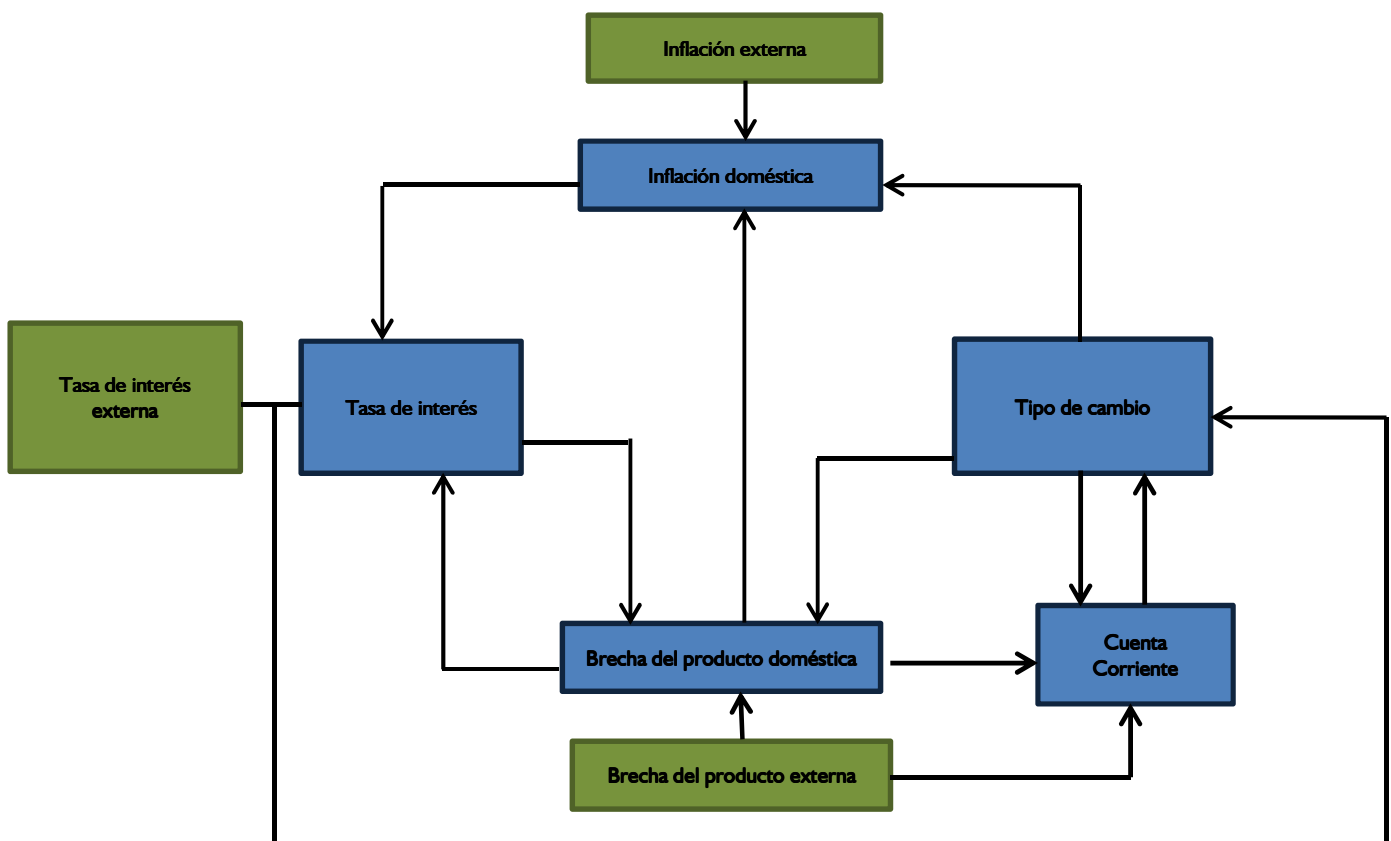 Inflación externa
Inflación doméstica
Tasa de interés
externa
Tasa de interés
Tipo de cambio
Brecha del producto doméstica
Cuenta
Corriente
Brecha del producto externa